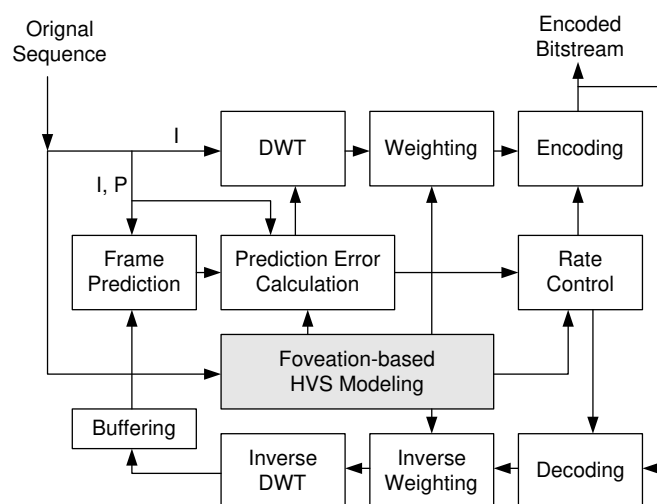 Orignal
Sequence
Encoded
Bitstream
I
DWT
Weighting
Encoding
I, P
Frame
Prediction
Prediction Error
Calculation
Rate
Control
Foveation-based
HVS Modeling
Buffering
Inverse
DWT
Inverse
Weighting
Decoding